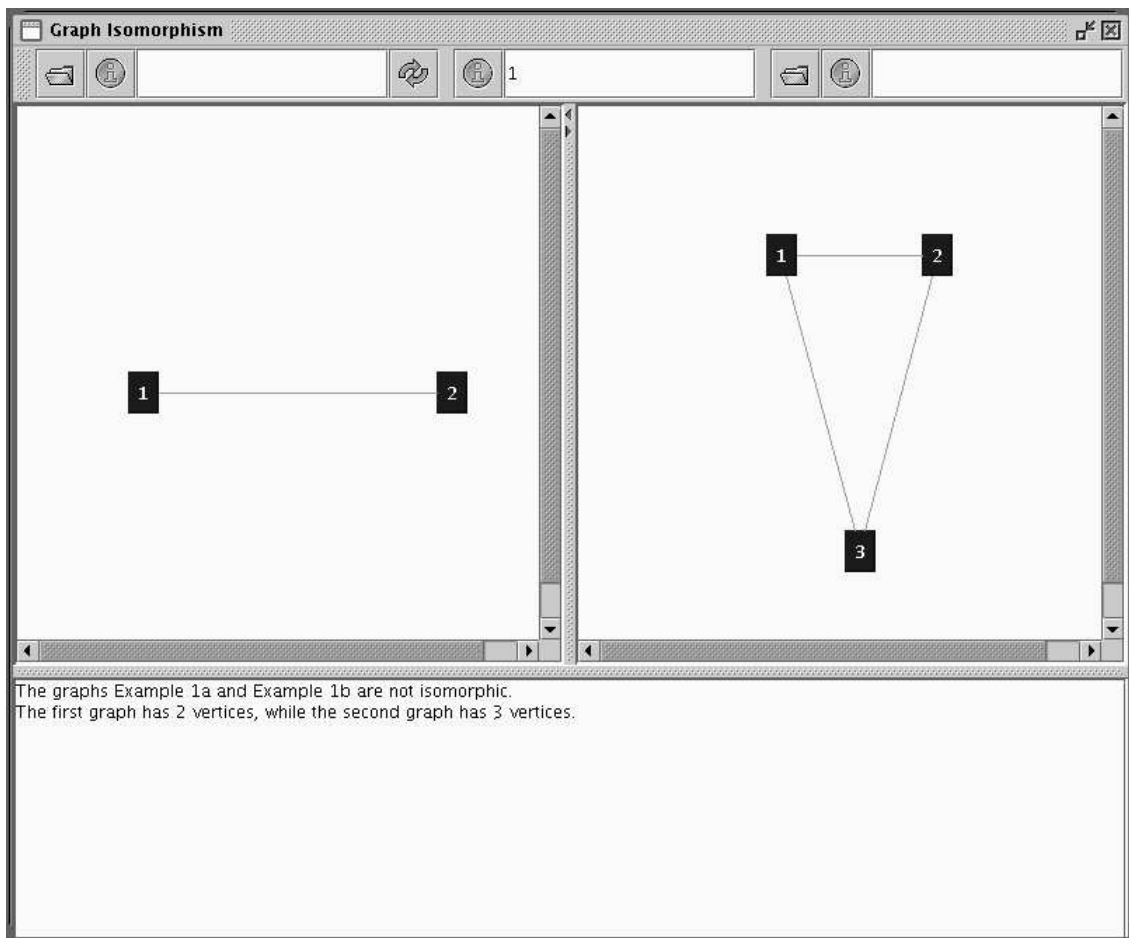 Graph Isomorphism
1
1
2
1
2
3
The graphs Example 1a and Example 1b are not isomorphic.
The first graph has 2 vertices, while the second graph has 3 vertices.